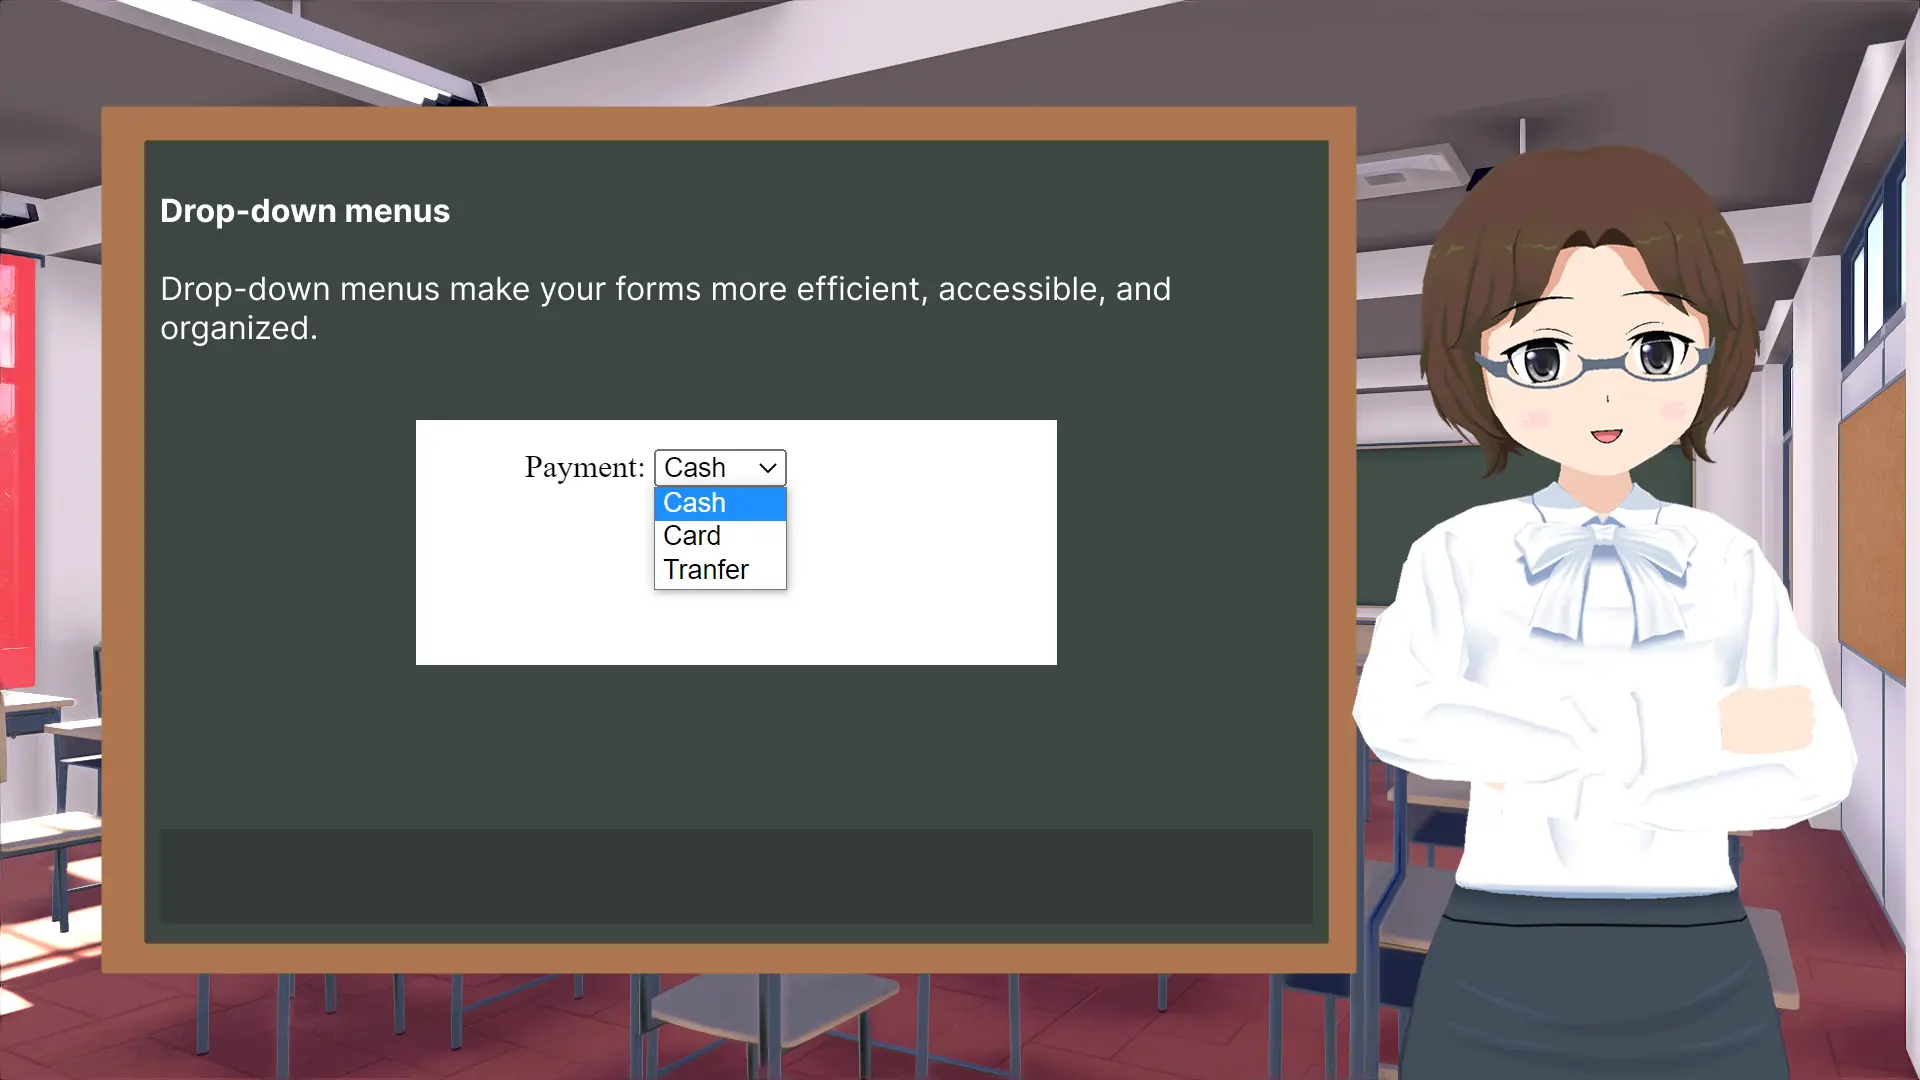 Drop-down menus
Drop-down menus make your forms more efficient, accessible, and
organized.
Payment: Cash
Cash
Card
Tranfer